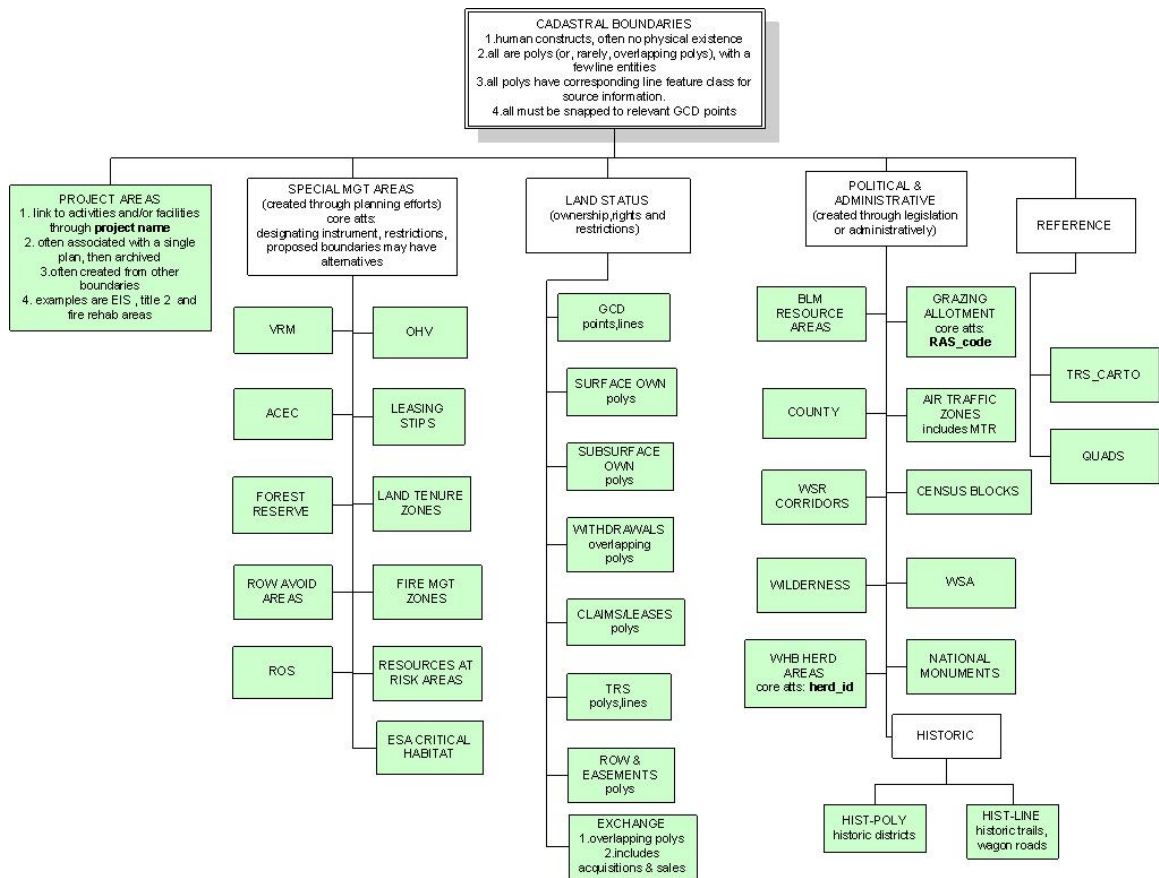 CADASTRAL BOUNDARIES
1.human constructs, often no physical existence
2.all are polys (or, rarely, overlapping polys), with a
few line entities
3.all polys have corresponding line feature class for
source information.
4.all must be snapped to relevant GCD points
PROJECT AREAS
1. link to activities and/or facilities
through project name
2. often associated with a single
plan, then archived
3.often created from other
boundaries
4. examples are EIS , title 2 and
fire rehab areas
SPECIAL MGT AREAS
(created through planning efforts)
core atts:
designating instrument, restrictions,
proposed boundaries may have
alternatives
VRM
OHV
ACEC
LEASING
STIPS
FOREST
RESERVE
LAND TENURE
ZONES
ROW AVOID
AREAS
FIRE MGT
ZONES
ROS
RESOURCES AT
RISK AREAS
ESA CRITICAL
HABITAT
LAND STATUS
(ownership,rights and
restrictions)
GCD
points,lines
SURFACE OWN
polys
SUBSURFACE
OWN
polys
WITHDRAWALS
overlapping
polys
CLAIMS/LEASES
polys
TRS
polys,lines
ROW &
EASEMENTS
polys
EXCHANGE
1.overlapping polys
2.includes
acquisitions & sales
POLITICAL &
ADMINISTRATIVE
(created through legislation
or administratively)
BLM
RESOURCE
AREAS
GRAZING
ALLOTMENT
core atts:
RAS_code
COUNTY
AIR TRAFFIC
ZONES
includes MTR
WSR
CORRIDORS
CENSUS BLOCKS
WILDERNESS
WSA
WHB HERD
AREAS
core atts: herd_id
NATIONAL
MONUMENTS
HISTORIC
HIST-POLY
historic districts
HIST-LINE
historic trails,
wagon roads
REFERENCE
TRS_CARTO
QUADS